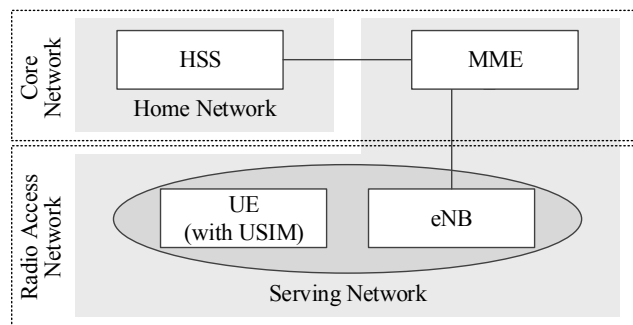 Core
Network
HSS
MME
Home Network
Radio Access
Network
UE
(with USIM)
eNB
Serving Network